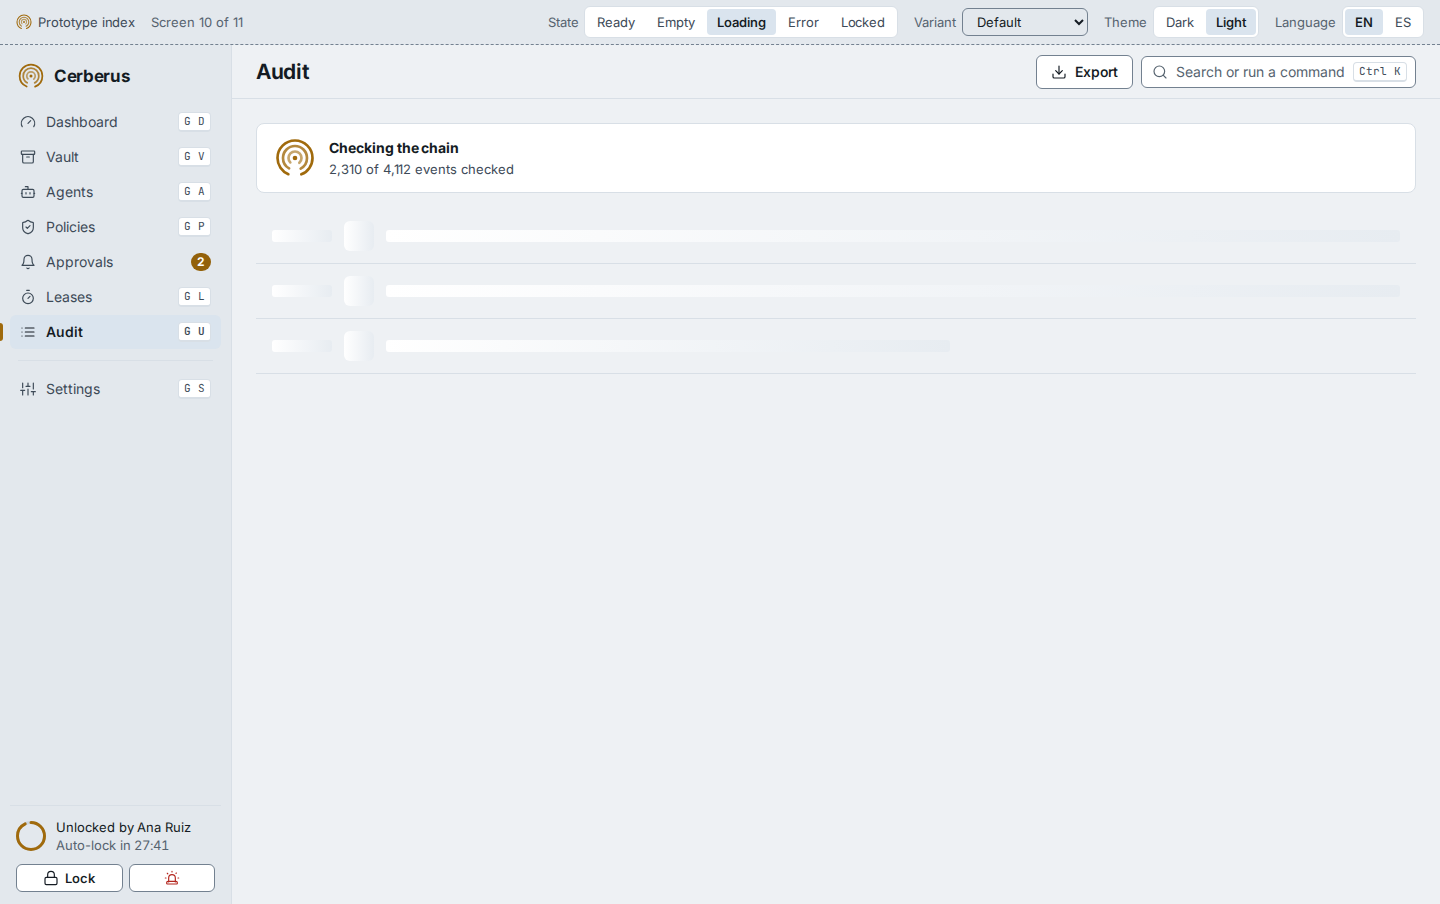 Prototype index Screen 10 of 11 State Ready Empty Loading Error Locked Variant Default Theme Dark Light Language EN ES
Cerberus
Audit
Export
Search or run a command Ctrl K
Dashboard G D
Vault G V
Agents G A
Policies G P
Approvals 2
Leases G L
Audit G U
Settings G S
Checking the chain
2,310 of 4,112 events checked
Unlocked by Ana Ruiz
Auto-lock in 27:41
Lock